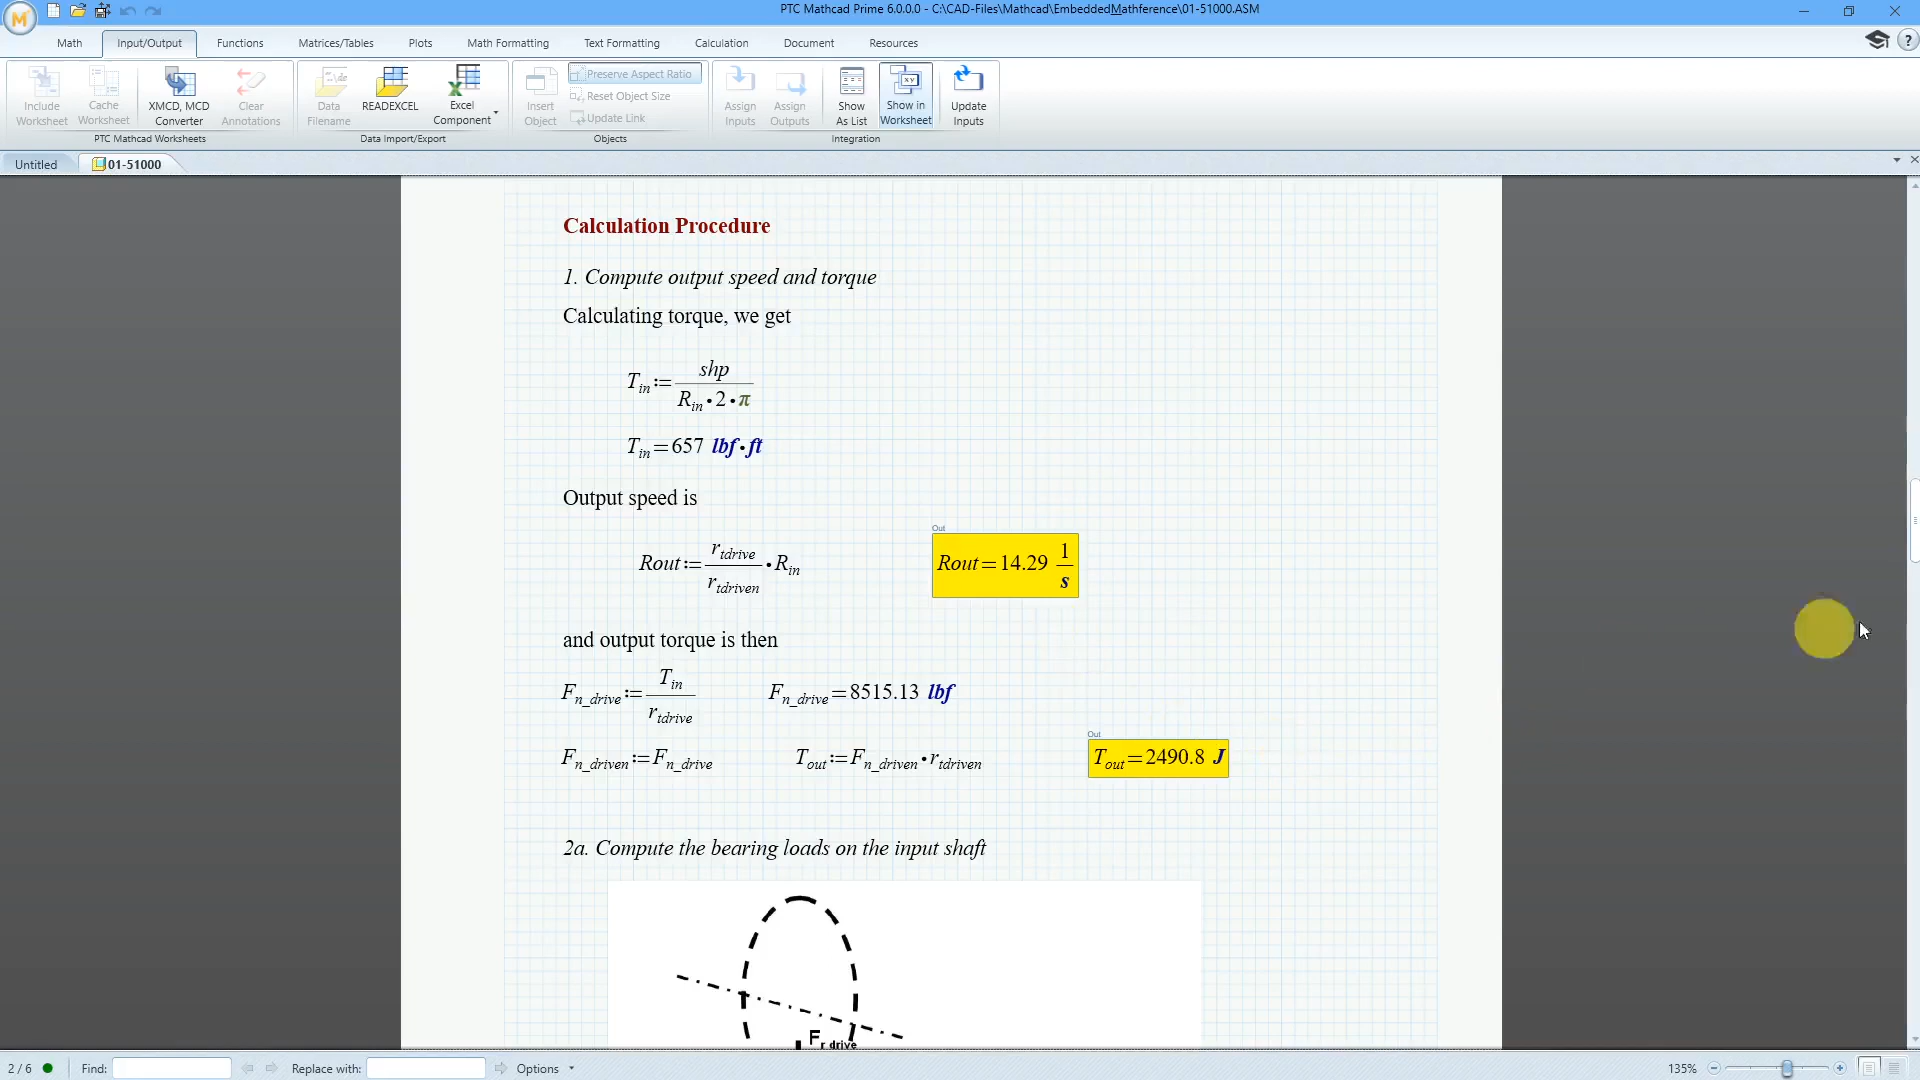 PTC Mathcad Prime 6.0.0.0 - C:\CAD-Files\Mathcad\EmbeddedMathference\01-51000.ASM
Math Input/Output Functions Matrices/Tables Plots Math Formatting Text Formatting Calculation Document Resources
Include Worksheet
Cache Worksheet
XMCD, MCD Converter
Clear Annotations
PTC Mathcad Worksheets
Data Filename
READEXCEL
Excel Component
Data Import/Export
Insert Object
Preserve Aspect Ratio
Reset Object Size
Update Link
Objects
Assign Inputs
Assign Outputs
Show As List
Show in Worksheet
Update Inputs
Integration
Untitled 01-51000
Calculation Procedure
1. Compute output speed and torque
Calculating torque, we get
T_in := shp / (R_in • 2 • π)
T_in = 657 lbf•ft
Output speed is
Rout := r_tdrive / r_tdriven • R_in
Out
Rout = 14.29 1/s
and output torque is then
F_n_drive := T_in / r_tdrive F_n_drive = 8515.13 lbf
F_n_driven := F_n_drive T_out := F_n_driven • r_tdriven
Out
T_out = 2490.8 J
2a. Compute the bearing loads on the input shaft
F_r drive
2 / 6 Find: Replace with: Options 135%